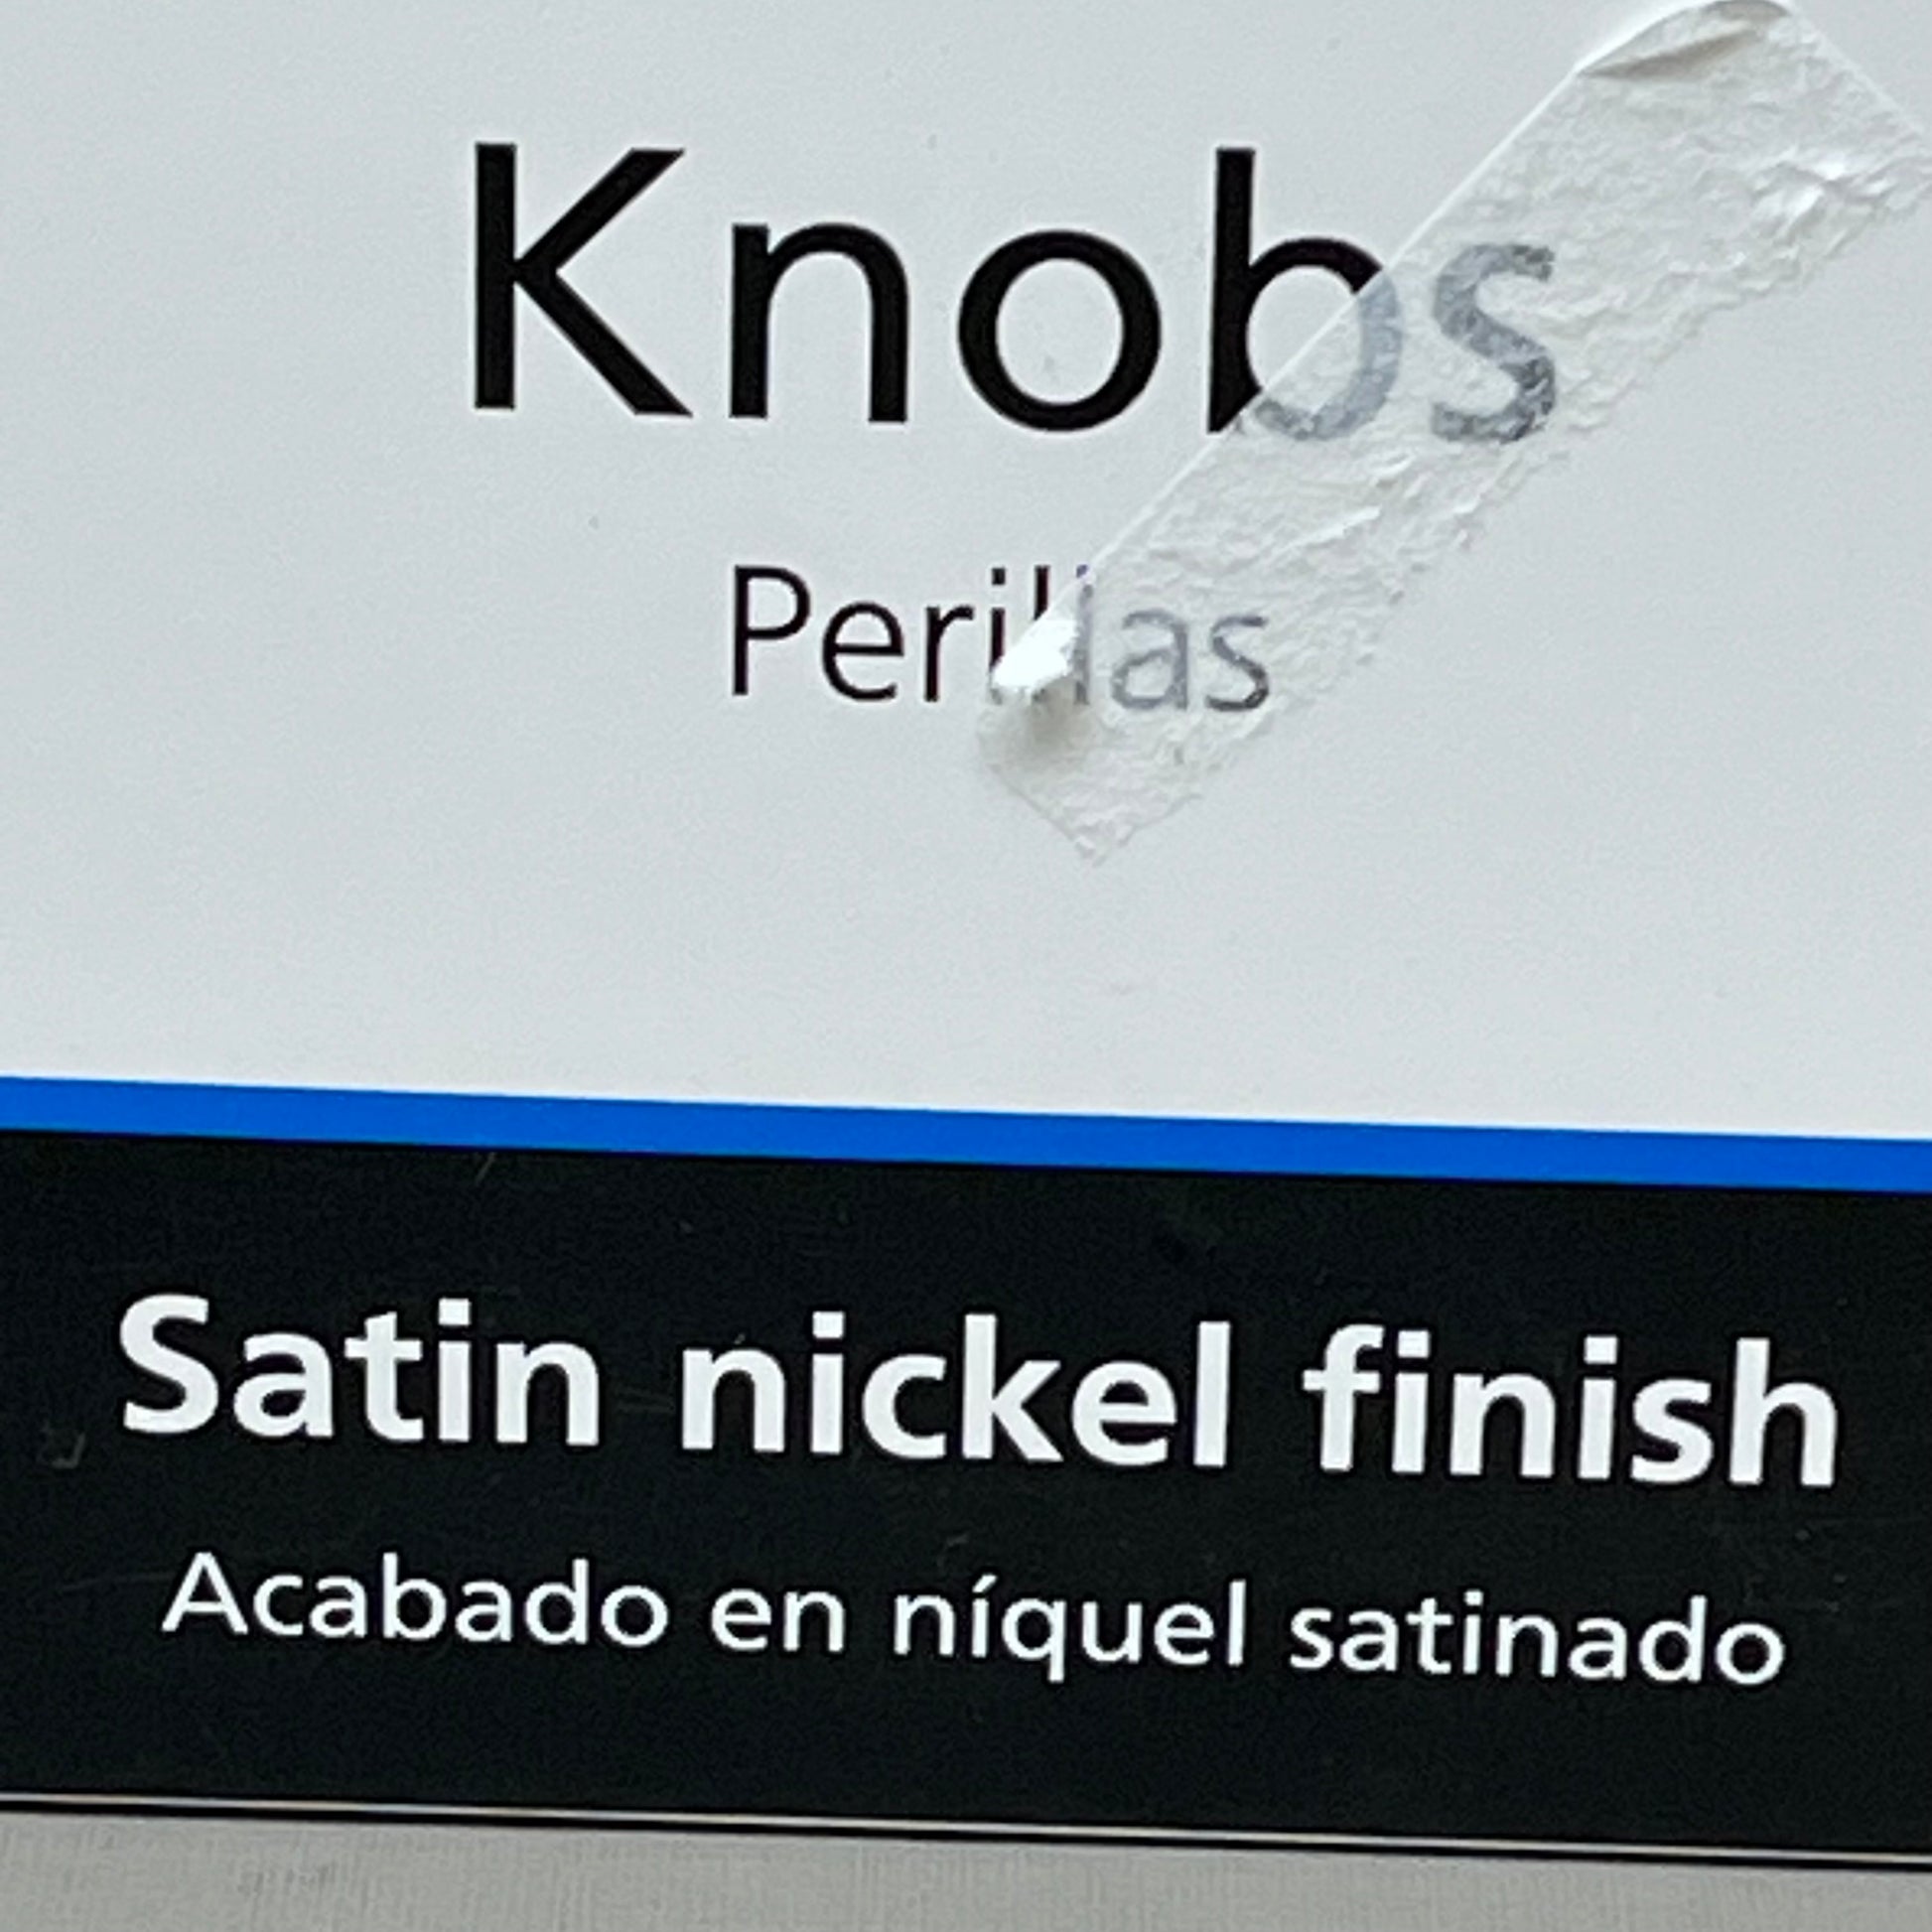 Knobs
Perillas
Satin nickel finish
Acabado en níquel satinado